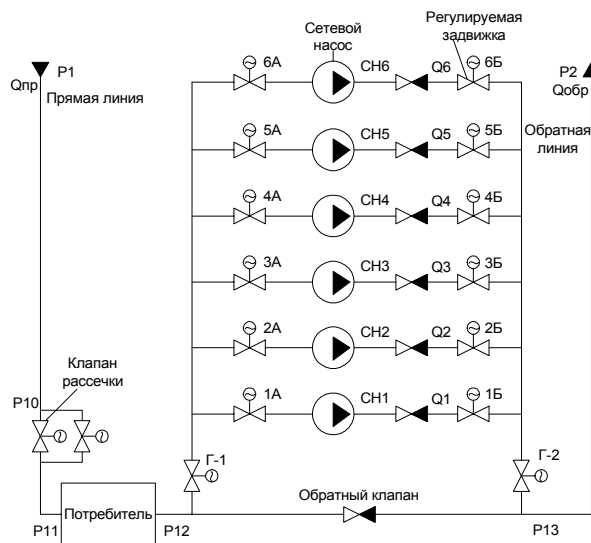 Сетевой
насос
Регулируемая
задвижка
P1
Qпр
Прямая линия
6А
СН6
Q6
6Б
P2
Qобр
Обратная
линия
5А
СН5
Q5
5Б
4А
СН4
Q4
4Б
3А
СН3
Q3
3Б
2А
СН2
Q2
2Б
Клапан
рассечки
P10
1А
СН1
Q1
1Б
Г-1
Г-2
Обратный клапан
Потребитель
P11
P12
P13